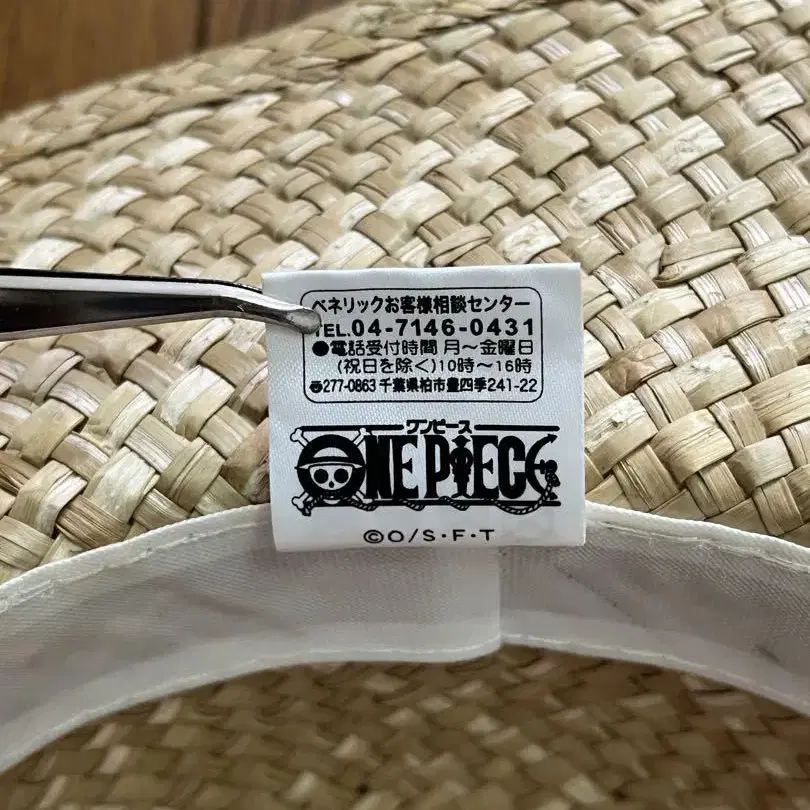 ベネリックお客様相談センター
TEL.04-7146-0431
●電話受付時間 月～金曜日
(祝日を除く)10時～16時
〠277-0863 千葉県柏市豊四季241-22
ワンピース
ONE PIECE
©O/S・F・T